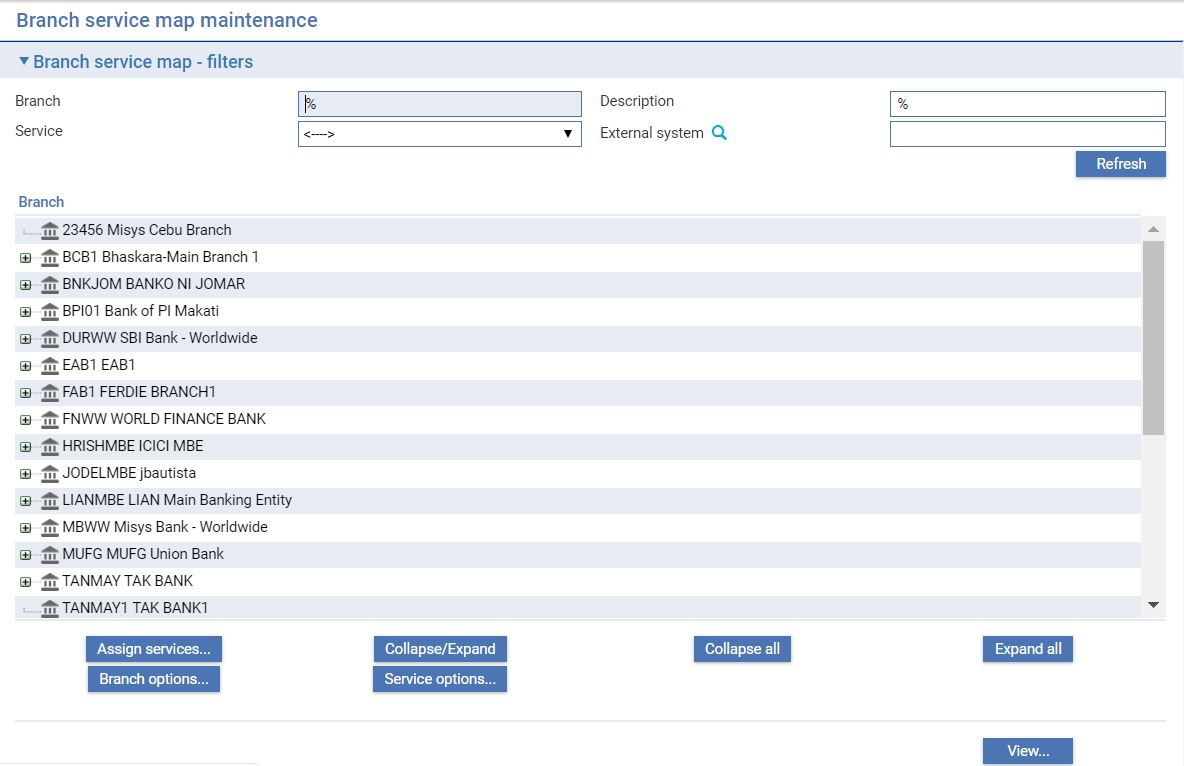 Branch service map maintenance
Branch service map - filters
Branch % Description %
Service <----> External system
Refresh
Branch
23456 Misys Cebu Branch
BCB1 Bhaskara-Main Branch 1
BNKJOM BANKO NI JOMAR
BPI01 Bank of PI Makati
DURWW SBI Bank - Worldwide
EAB1 EAB1
FAB1 FERDIE BRANCH1
FNWW WORLD FINANCE BANK
HRISHMBE ICICI MBE
JODELMBE jbautista
LIANMBE LIAN Main Banking Entity
MBWW Misys Bank - Worldwide
MUFG MUFG Union Bank
TANMAY TAK BANK
TANMAY1 TAK BANK1
Assign services... Collapse/Expand Collapse all Expand all
Branch options... Service options...
View...